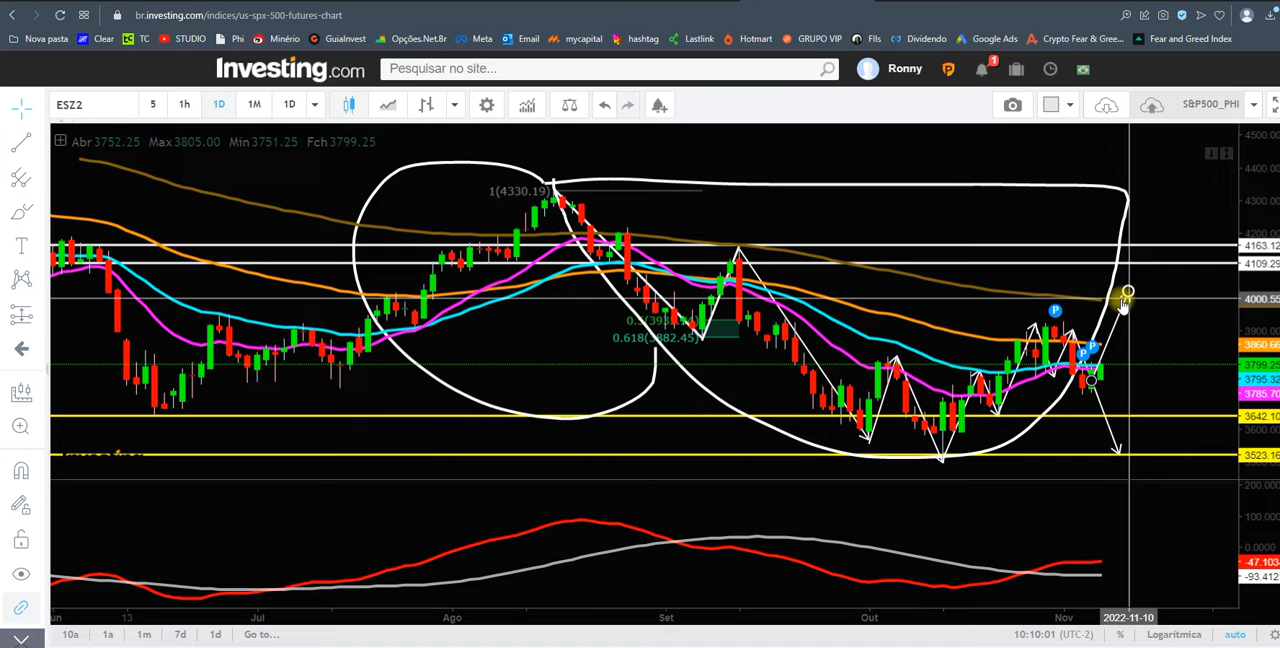 br.investing.com/indices/us-spx-500-futures-chart
Nova pasta Clear TC STUDIO Phi Minério GuiaInvest Opções.Net.Br Meta Email mycapital hashtag Lastlink Hotmart GRUPO VIP FIIs Dividendo Google Ads Crypto Fear & Gree... Fear and Greed Index
Investing.com Pesquisar no site... Ronny 1
ESZ2 5 1h 1D 1M 1D S&P500_PHI
Abr 3752.25 Max 3805.00 Min 3751.25 Fch 3799.25
4500.00
4400.00
1(4330.19)
4300.00
4200.00
4163.12
4109.29
4000.55
P
3900.00
0.618(3882.45)
P P
3860.66
3799.25
3795.32
3785.70
3642.10
3600.00
3523.16
200.000
100.000
0.0000
-47.103
-93.412
13 Jul Ago Set Out Nov 2022-11-10
10a 1a 1m 7d 1d Go to... 10:10:01 (UTC-2) % Logarítmica auto